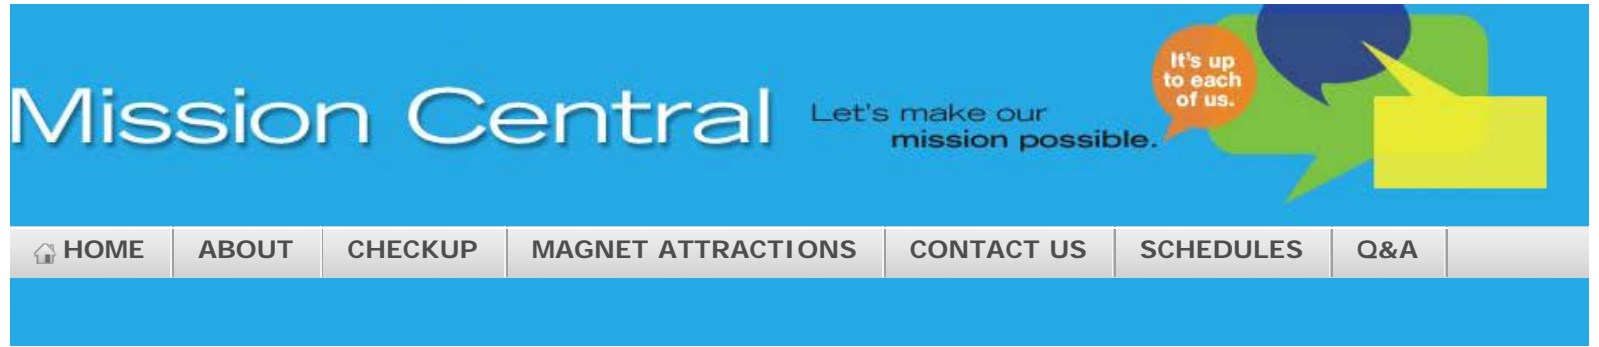 Mission Central
Let's make our
mission possible.
It's up
to each
of us.
HOME ABOUT CHECKUP MAGNET ATTRACTIONS CONTACT US SCHEDULES Q&A